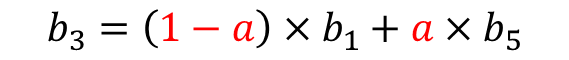 b₃ = (1 − a) × b₁ + a × b₅